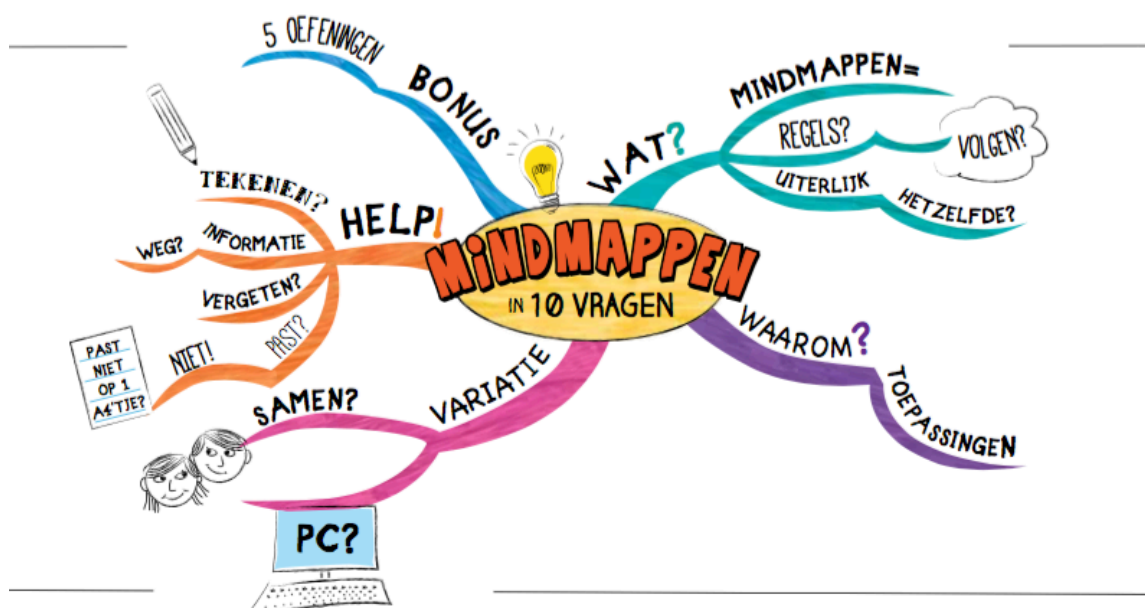 MINDMAPPEN
IN 10 VRAGEN
WAT?
MINDMAPPEN=
REGELS?
VOLGEN?
UITERLIJK
HETZELFDE?
WAAROM?
TOEPASSINGEN
VARIATIE
SAMEN?
PC?
HELP!
TEKENEN?
INFORMATIE
WEG?
VERGETEN?
PAST?
NIET!
PAST
NIET
OP 1
A4'TJE?
BONUS
5 OEFENINGEN